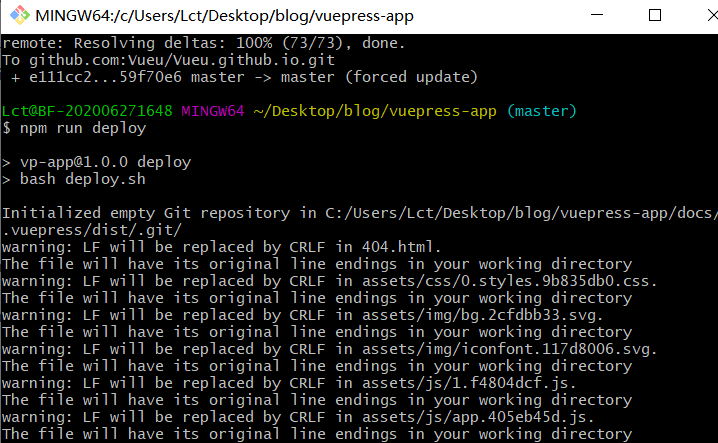 MINGW64:/c/Users/Lct/Desktop/blog/vuepress-app
remote: Resolving deltas: 100% (73/73), done.
To github.com:Vueu/Vueu.github.io.git
 + e111cc2...59f70e6 master -> master (forced update)
Lct@BF-202006271648 MINGW64 ~/Desktop/blog/vuepress-app (master)
$ npm run deploy
> vp-app@1.0.0 deploy
> bash deploy.sh
Initialized empty Git repository in C:/Users/Lct/Desktop/blog/vuepress-app/docs/
.vuepress/dist/.git/
warning: LF will be replaced by CRLF in 404.html.
The file will have its original line endings in your working directory
warning: LF will be replaced by CRLF in assets/css/0.styles.9b835db0.css.
The file will have its original line endings in your working directory
warning: LF will be replaced by CRLF in assets/img/bg.2cfdbb33.svg.
The file will have its original line endings in your working directory
warning: LF will be replaced by CRLF in assets/img/iconfont.117d8006.svg.
The file will have its original line endings in your working directory
warning: LF will be replaced by CRLF in assets/js/1.f4804dcf.js.
The file will have its original line endings in your working directory
warning: LF will be replaced by CRLF in assets/js/app.405eb45d.js.
The file will have its original line endings in your working directory